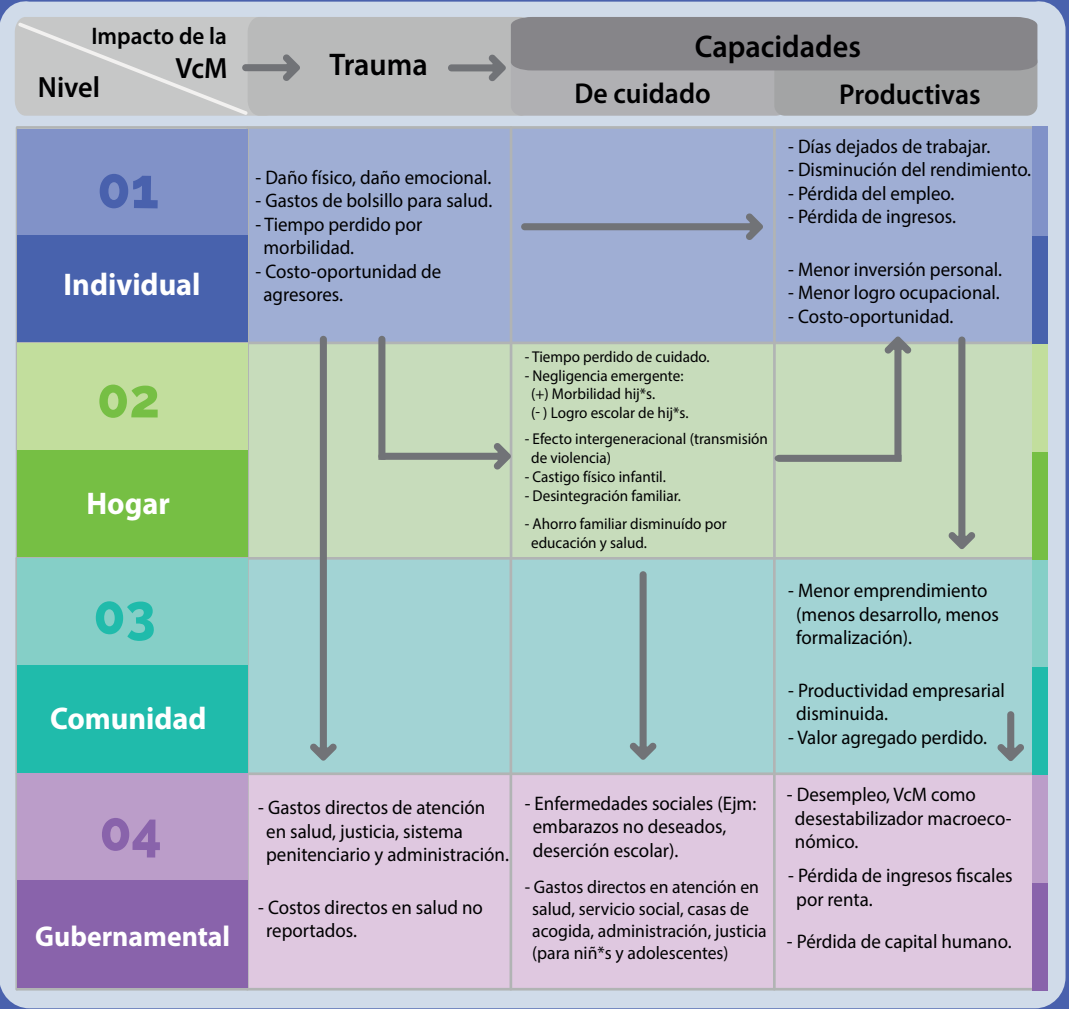 Impacto de la
VcM
Nivel
Trauma
Capacidades
De cuidado
Productivas
01
Individual
- Daño físico, daño emocional.
- Gastos de bolsillo para salud.
- Tiempo perdido por
morbilidad.
- Costo-oportunidad de
agresores.
- Días dejados de trabajar.
- Disminución del rendimiento.
- Pérdida del empleo.
- Pérdida de ingresos.
- Menor inversión personal.
- Menor logro ocupacional.
- Costo-oportunidad.
02
Hogar
- Tiempo perdido de cuidado.
- Negligencia emergente:
(+) Morbilidad hij*s.
(- ) Logro escolar de hij*s.
- Efecto intergeneracional (transmisión
de violencia)
- Castigo físico infantil.
- Desintegración familiar.
- Ahorro familiar disminuído por
educación y salud.
03
Comunidad
- Menor emprendimiento
(menos desarrollo, menos
formalización).
- Productividad empresarial
disminuida.
- Valor agregado perdido.
04
Gubernamental
- Gastos directos de atención
en salud, justicia, sistema
penitenciario y administración.
- Costos directos en salud no
reportados.
- Enfermedades sociales (Ejm:
embarazos no deseados,
deserción escolar).
- Gastos directos en atención en
salud, servicio social, casas de
acogida, administración, justicia
(para niñ*s y adolescentes)
- Desempleo, VcM como
desestabilizador macroeco-
nómico.
- Pérdida de ingresos fiscales
por renta.
- Pérdida de capital humano.